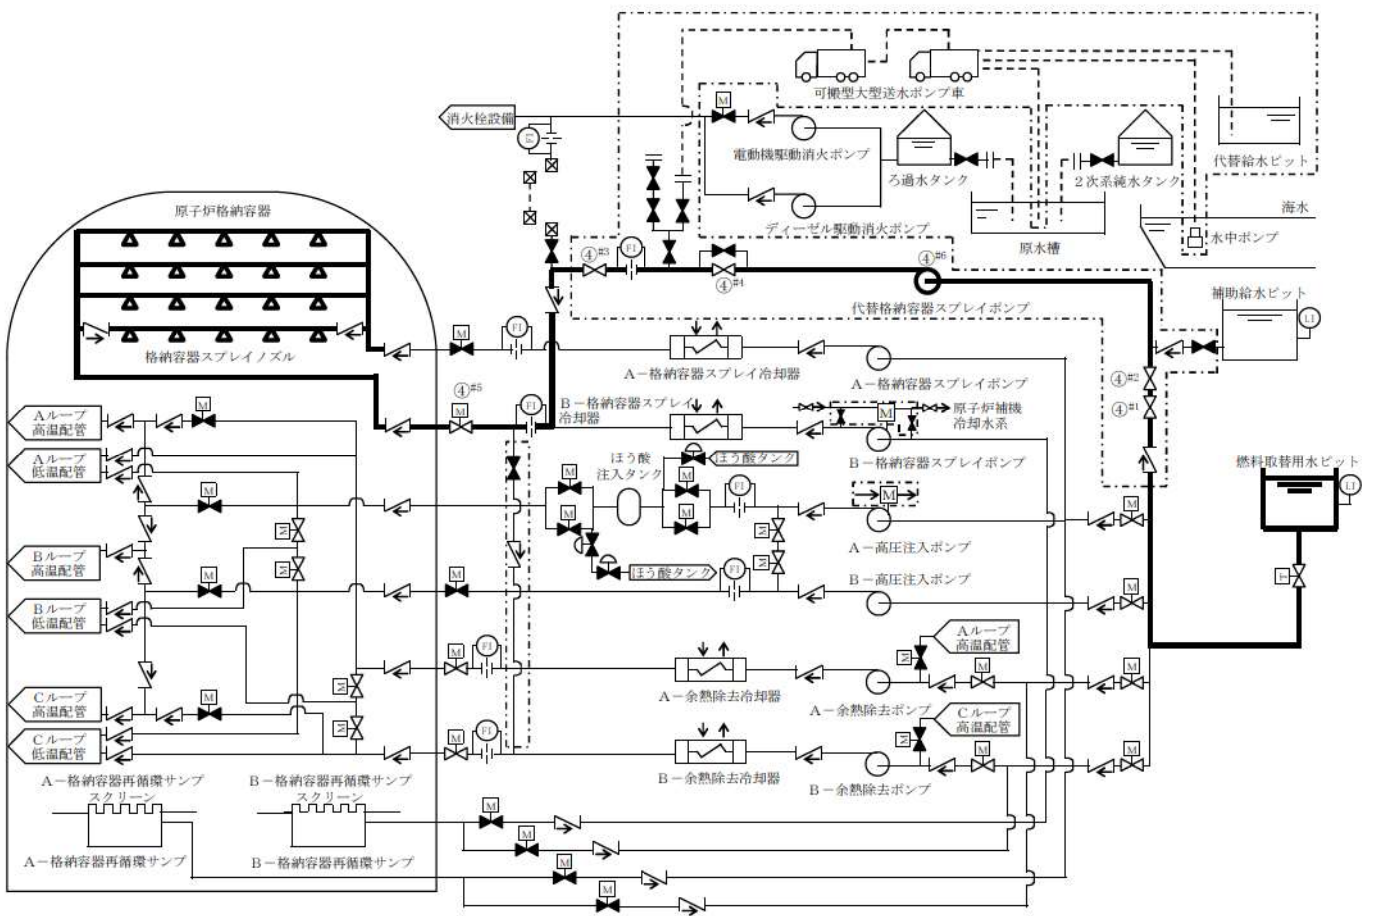 可搬型大型送水ポンプ車
消火栓設備
FI
M
電動機駆動消火ポンプ
ろ過水タンク
2次系純水タンク
代替給水ピット
ディーゼル駆動消火ポンプ
原水槽
海水
水中ポンプ
原子炉格納容器
④#3
FI
④#4
④#6
代替格納容器スプレイポンプ
補助給水ピット
LI
格納容器スプレイノズル
M
FI
A-格納容器スプレイ冷却器
A-格納容器スプレイポンプ
④#2
④#1
④#5
M
FI
B-格納容器スプレイ
冷却器
M
原子炉補機
冷却水系
B-格納容器スプレイポンプ
Aループ
高温配管
M
Aループ
低温配管
ほう酸
注入タンク
ほう酸タンク
燃料取替用水ピット
LI
M
M
M
FI
M
M
M
M
M
M
A-高圧注入ポンプ
Bループ
高温配管
M
M
T
M
M
ほう酸タンク
FI
B-高圧注入ポンプ
M
Bループ
低温配管
Aループ
高温配管
M
FI
M
M
M
A-余熱除去冷却器
A-余熱除去ポンプ
Cループ
高温配管
M
M
Cループ
高温配管
Cループ
低温配管
M
M
FI
M
M
M
B-余熱除去冷却器
B-余熱除去ポンプ
A-格納容器再循環サンプ
スクリーン
B-格納容器再循環サンプ
スクリーン
M
M
A-格納容器再循環サンプ
B-格納容器再循環サンプ
M
M